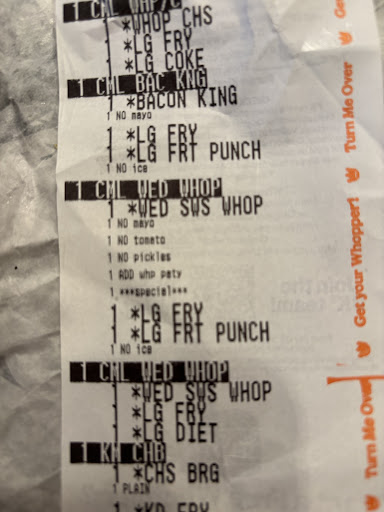 1 CML WHP/C
1 *WHOP CHS
1 *LG FRY
1 *LG COKE
1 CML BAC KNG
1 *BACON KING
1 NO mayo
1 *LG FRY
1 *LG FRT PUNCH
1 NO ice
1 CML WED WHOP
1 *WED SWS WHOP
1 NO mayo
1 NO tomato
1 NO pickles
1 ADD whp paty
1 ***special***
1 *LG FRY
1 *LG FRT PUNCH
1 NO ice
1 CML WED WHOP
1 *WED SWS WHOP
1 *LG FRY
1 *LG DIET
1 KM CHB
1 *CHS BRG
1 PLAIN
1 *KD FRY
Get
Turn Me Over
Get your Whopper!
Turn Me Over